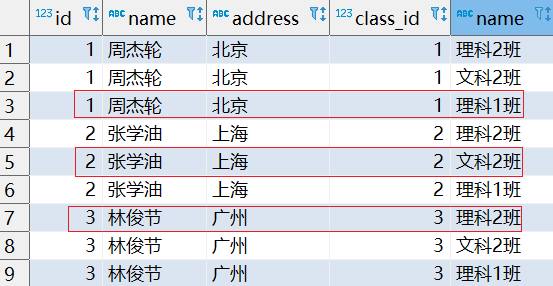 123 id ABC name ABC address 123 class_id ABC name
1 1 周杰轮 北京 1 理科2班
2 1 周杰轮 北京 1 文科2班
3 1 周杰轮 北京 1 理科1班
4 2 张学油 上海 2 理科2班
5 2 张学油 上海 2 文科2班
6 2 张学油 上海 2 理科1班
7 3 林俊节 广州 3 理科2班
8 3 林俊节 广州 3 文科2班
9 3 林俊节 广州 3 理科1班